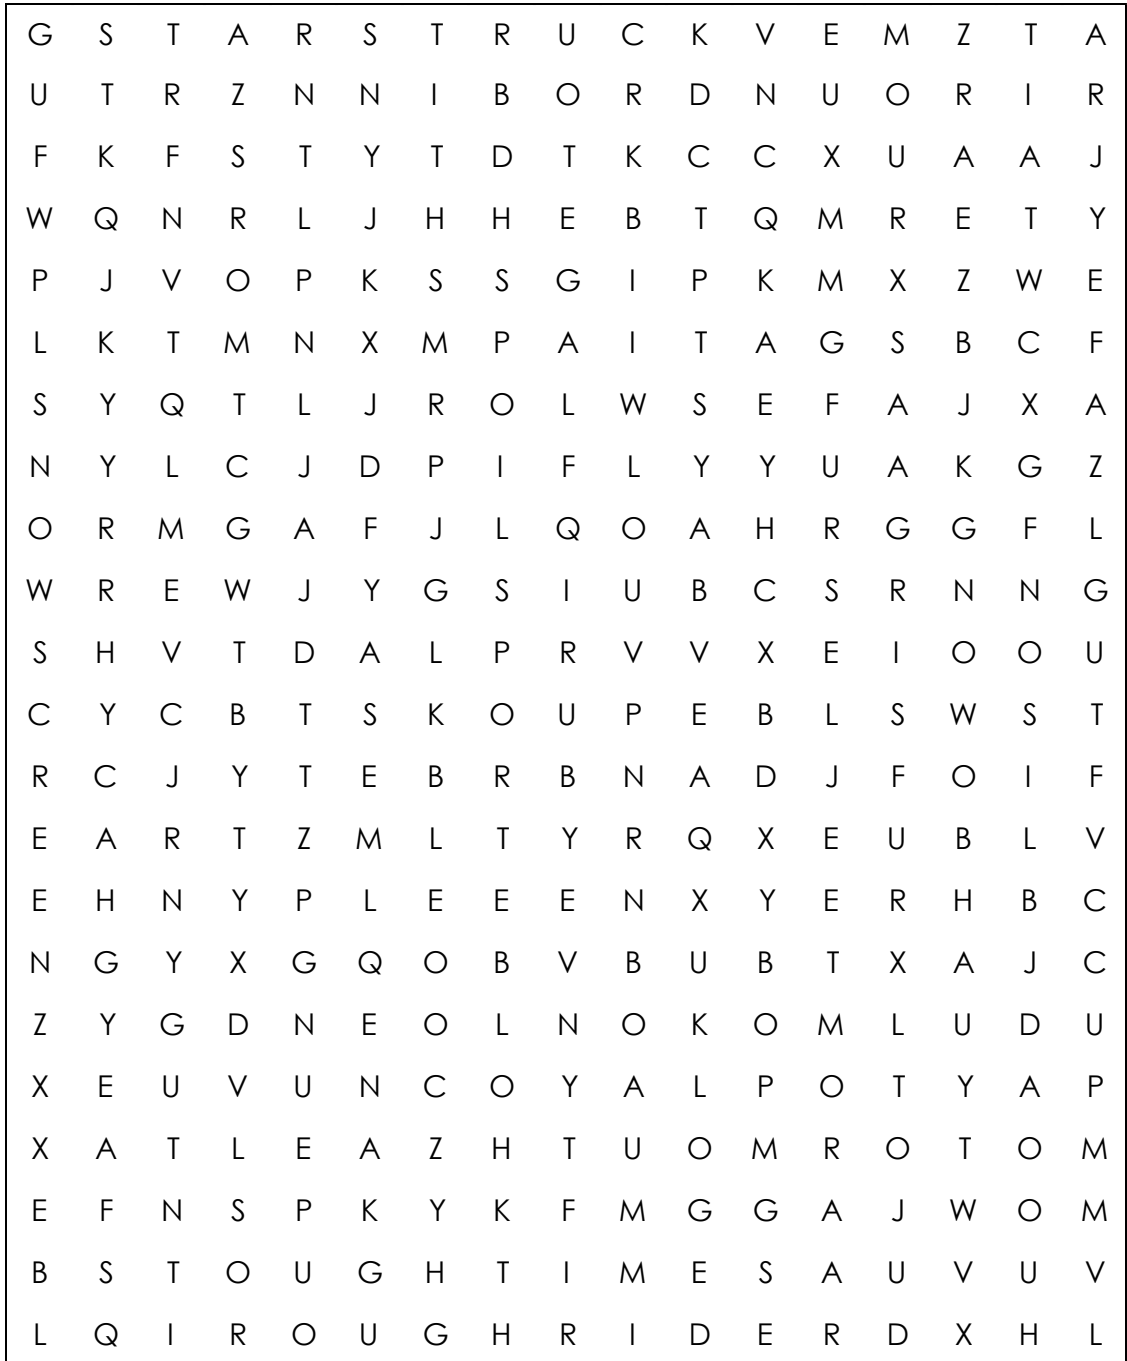 G S T A R S T R U C K V E M Z T A
U T R Z N N I B O R D N U O R I R
F K F S T Y T D T K C C X U A A J
W Q N R L J H H E B T Q M R E T Y
P J V O P K S S G I P K M X Z W E
L K T M N X M P A I T A G S B C F
S Y Q T L J R O L W S E F A J X A
N Y L C J D P I F L Y Y U A K G Z
O R M G A F J L Q O A H R G G F L
W R E W J Y G S I U B C S R N N G
S H V T D A L P R V V X E I O O U
C Y C B T S K O U P E B L S W S T
R C J Y T E B R B N A D J F O I F
E A R T Z M L T Y R Q X E U B L V
E H N Y P L E E E N X Y E R H B C
N G Y X G Q O B V B U B T X A J C
Z Y G D N E O L N O K O M L U D U
X E U V U N C O Y A L P O T Y A P
X A T L E A Z H T U O M R O T O M
E F N S P K Y K F M G G A J W O M
B S T O U G H T I M E S A U V U V
L Q I R O U G H R I D E R D X H L